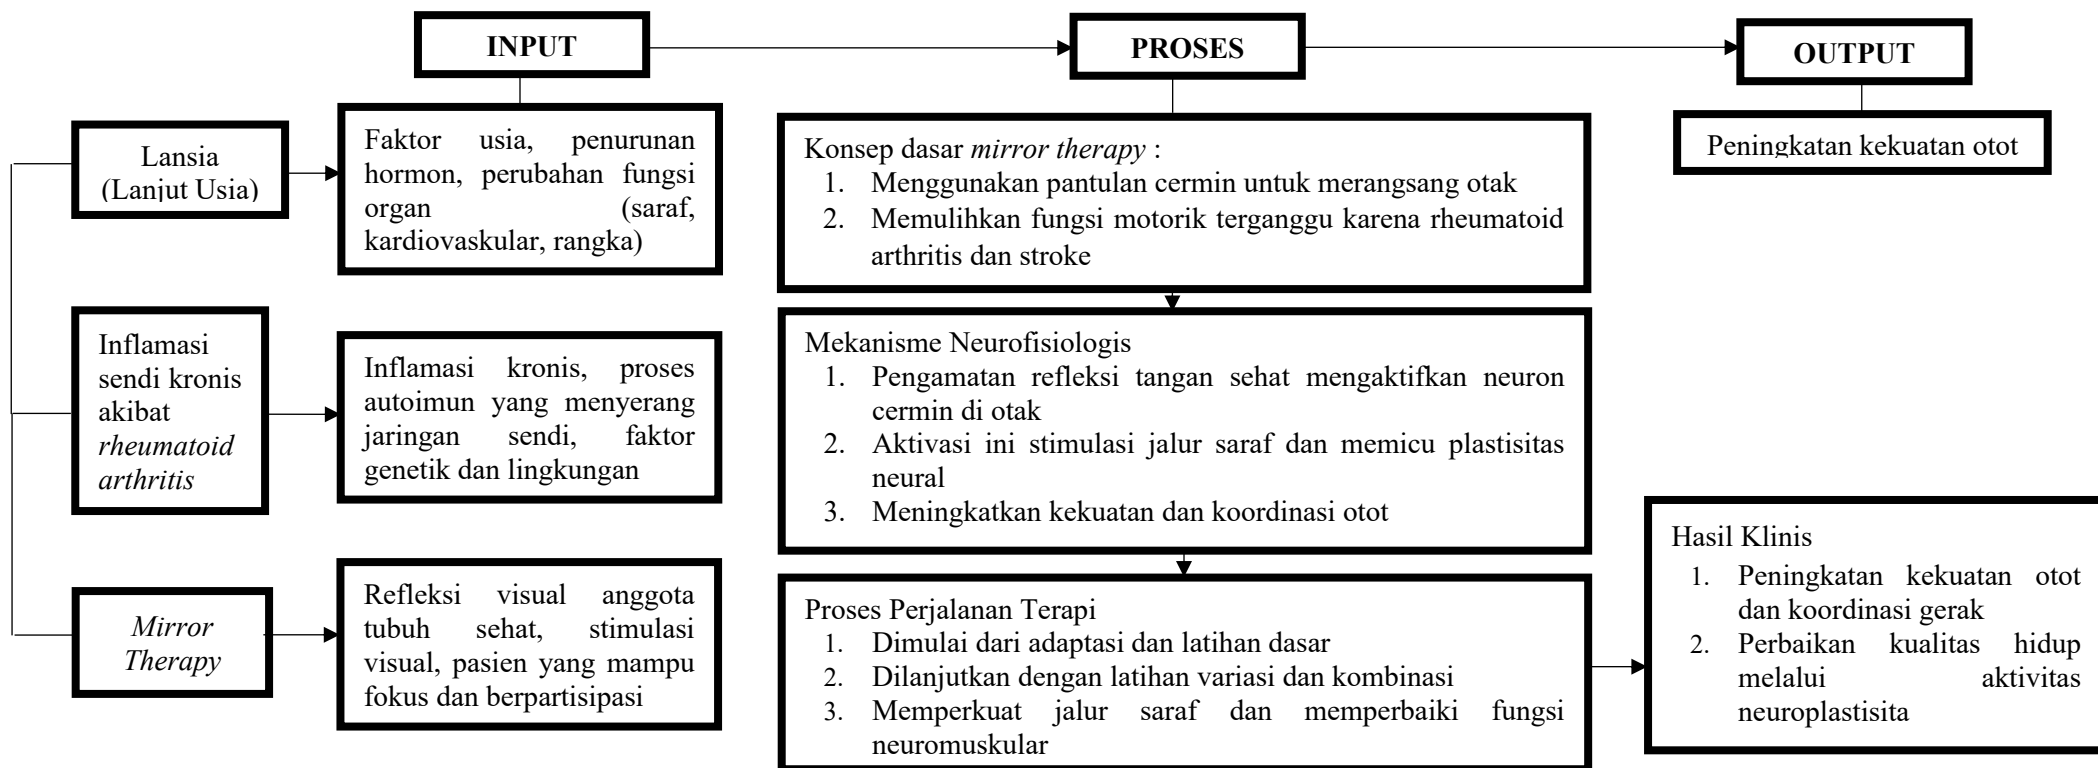 INPUT
PROSES
OUTPUT
Lansia
(Lanjut Usia)
Faktor usia, penurunan
hormon, perubahan fungsi
organ (saraf,
kardiovaskular, rangka)
Inflamasi
sendi kronis
akibat
rheumatoid
arthritis
Inflamasi kronis, proses
autoimun yang menyerang
jaringan sendi, faktor
genetik dan lingkungan
Mirror
Therapy
Refleksi visual anggota
tubuh sehat, stimulasi
visual, pasien yang mampu
fokus dan berpartisipasi
Konsep dasar mirror therapy :
1. Menggunakan pantulan cermin untuk merangsang otak
2. Memulihkan fungsi motorik terganggu karena rheumatoid
arthritis dan stroke
Mekanisme Neurofisiologis
1. Pengamatan refleksi tangan sehat mengaktifkan neuron
cermin di otak
2. Aktivasi ini stimulasi jalur saraf dan memicu plastisitas
neural
3. Meningkatkan kekuatan dan koordinasi otot
Proses Perjalanan Terapi
1. Dimulai dari adaptasi dan latihan dasar
2. Dilanjutkan dengan latihan variasi dan kombinasi
3. Memperkuat jalur saraf dan memperbaiki fungsi
neuromuskular
Peningkatan kekuatan otot
Hasil Klinis
1. Peningkatan kekuatan otot
dan koordinasi gerak
2. Perbaikan kualitas hidup
melalui aktivitas
neuroplastisita